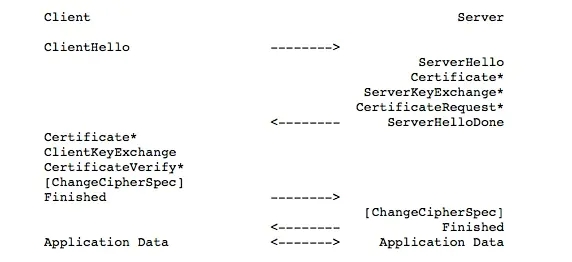 Client Server
ClientHello -------->
ServerHello
Certificate*
ServerKeyExchange*
CertificateRequest*
<-------- ServerHelloDone
Certificate*
ClientKeyExchange
CertificateVerify*
[ChangeCipherSpec]
Finished -------->
[ChangeCipherSpec]
<-------- Finished
Application Data <-------> Application Data